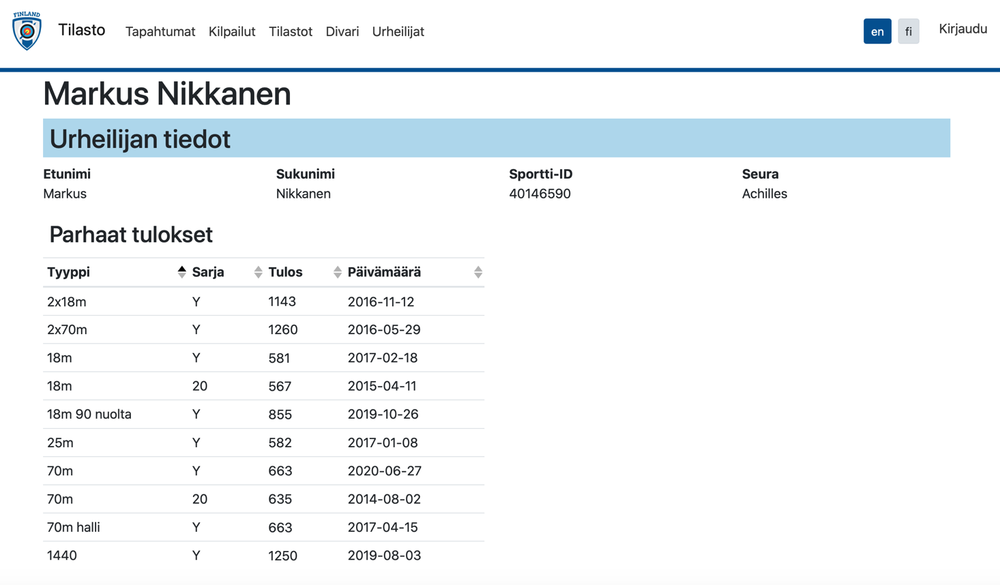 FINLAND
Tilasto Tapahtumat Kilpailut Tilastot Divari Urheilijat en fi Kirjaudu
Markus Nikkanen
Urheilijan tiedot
Etunimi Sukunimi Sportti-ID Seura
Markus Nikkanen 40146590 Achilles
Parhaat tulokset
Tyyppi Sarja Tulos Päivämäärä
2x18m Y 1143 2016-11-12
2x70m Y 1260 2016-05-29
18m Y 581 2017-02-18
18m 20 567 2015-04-11
18m 90 nuolta Y 855 2019-10-26
25m Y 582 2017-01-08
70m Y 663 2020-06-27
70m 20 635 2014-08-02
70m halli Y 663 2017-04-15
1440 Y 1250 2019-08-03